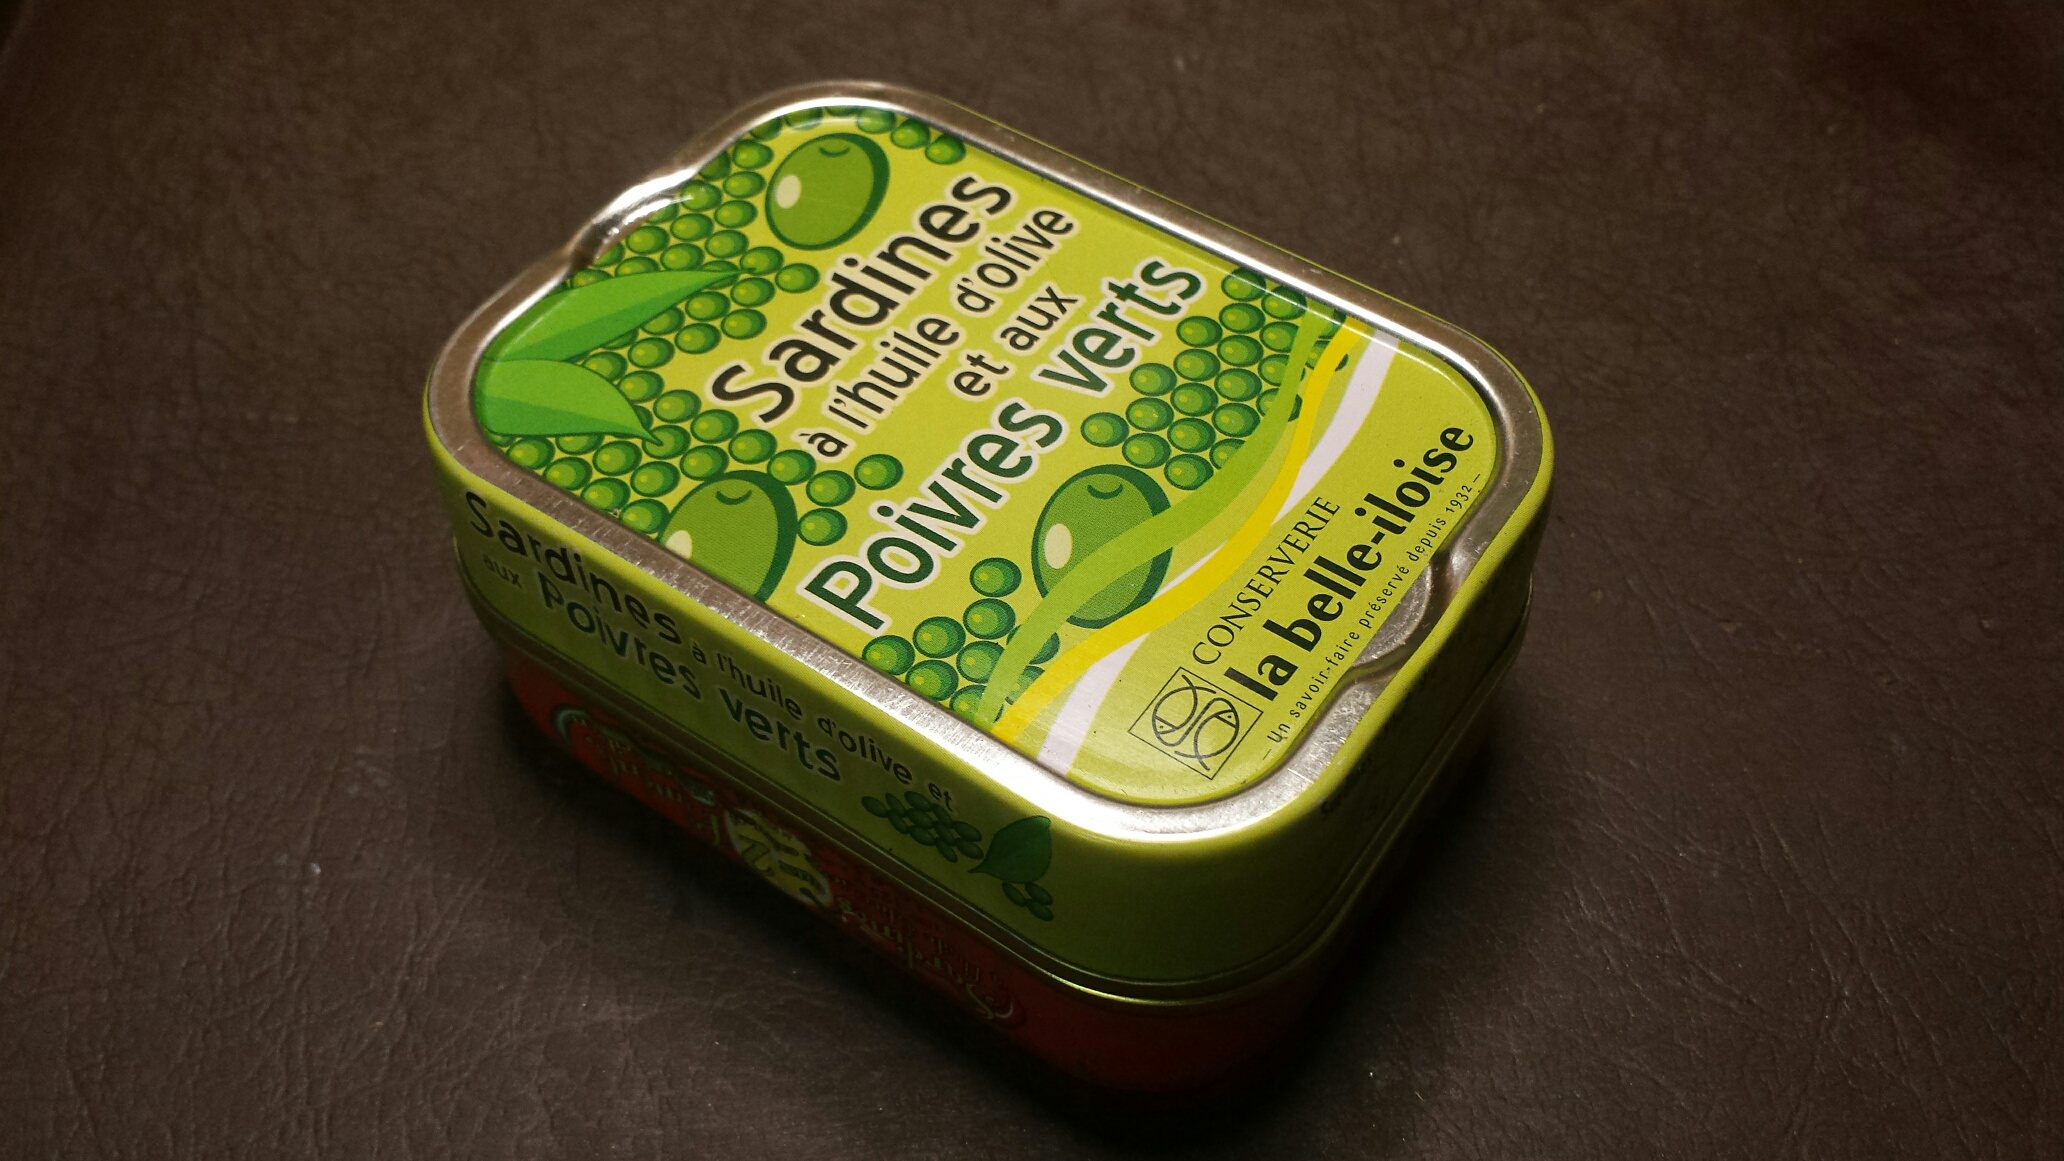 Sardines
à l'huile d'olive
et aux
Poivres verts
CONSERVERIE
la belle-iloise
— Un savoir-faire préservé depuis 1932 —
Sardines à l'huile d'olive et
aux Poivres verts